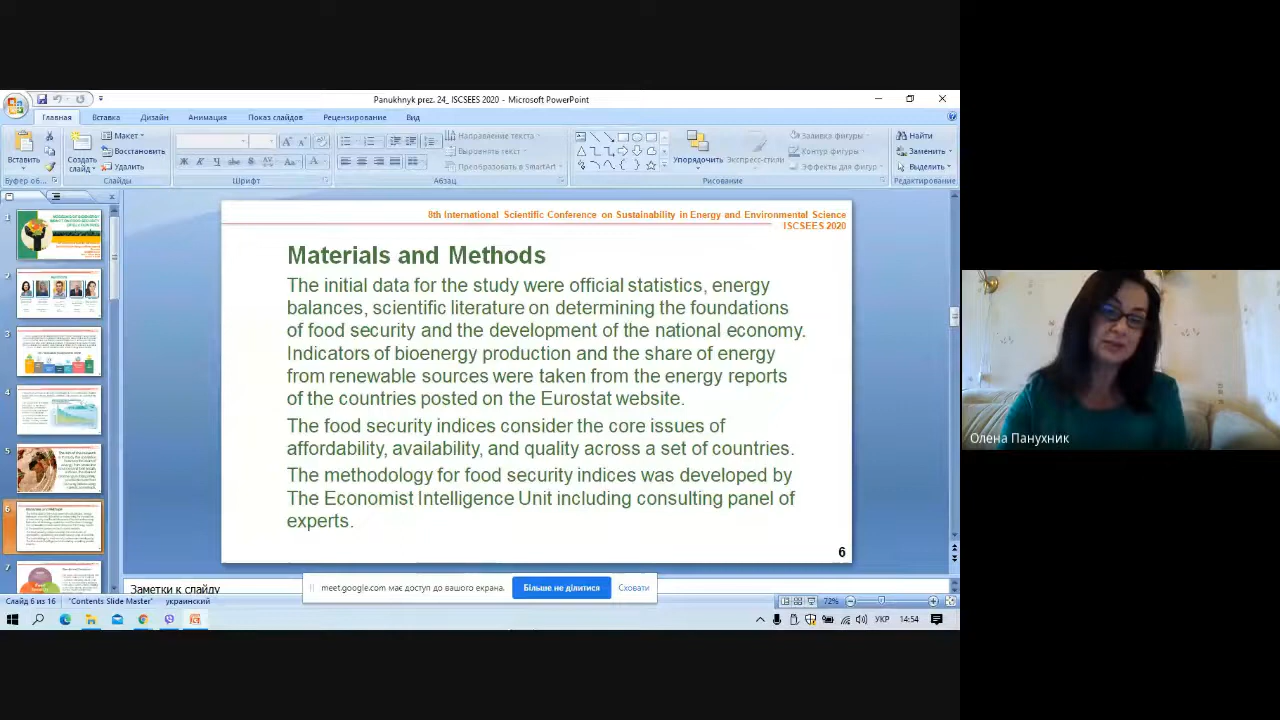 Panukhnyk prez. 24_ ISCSEES 2020 - Microsoft PowerPoint
Главная Вставка Дизайн Анимация Показ слайдов Рецензирование Вид
Вставить
Буфер об...
Создать слайд
Макет
Восстановить
Удалить
Слайды
Шрифт
Направление текста
Выровнять текст
Преобразовать в SmartArt
Абзац
Упорядочить
Экспресс-стили
Заливка фигуры
Контур фигуры
Эффекты для фигур
Рисование
Найти
Заменить
Выделить
Редактирование
1
2
3
4
5
6
7
8th International Scientific Conference on Sustainability in Energy and Environmental Science
ISCSEES 2020
Materials and Methods
The initial data for the study were official statistics, energy
balances, scientific literature on determining the foundations
of food security and the development of the national economy.
Indicators of bioenergy production and the share of energy
from renewable sources were taken from the energy reports
of the countries posted on the Eurostat website.
The food security indices consider the core issues of
affordability, availability, and quality across a set of countries.
The methodology for food security indices was developed by
The Economist Intelligence Unit including consulting panel of
experts.
6
Олена Панухник
Заметки к слайду
meet.google.com має доступ до вашого екрана. Більше не ділитися Сховати
Слайд 6 из 16 "Contents Slide Master" украинский 72%
УКР 14:54